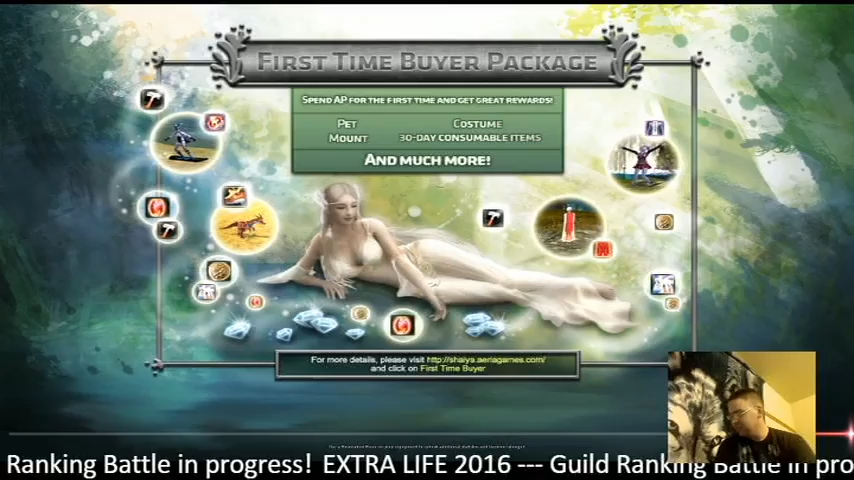 First Time Buyer Package
Spend AP for the first time and get great rewards!
Pet Costume
Mount 30-Day Consumable Items
And much more!
For more details, please visit http://shaiya.aeriagames.com/
and click on First Time Buyer
Ranking Battle in progress! EXTRA LIFE 2016 --- Guild Ranking Battle in pro